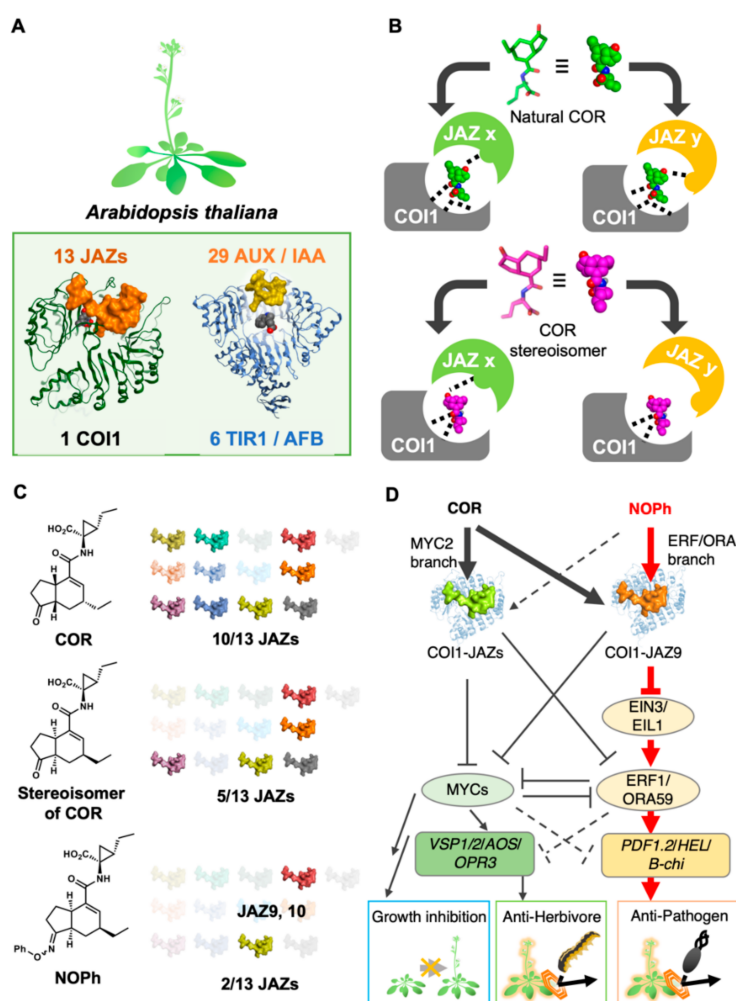 A
Arabidopsis thaliana
13 JAZs
29 AUX / IAA
1 COI1
6 TIR1 / AFB
B
≡
Natural COR
JAZ x
JAZ y
COI1
COI1
≡
COR
stereoisomer
JAZ x
JAZ y
COI1
COI1
C
HO₂C
NH
O
H
H
O
COR
10/13 JAZs
HO₂C
NH
O
H
H
O
Stereoisomer
of COR
5/13 JAZs
HO₂C
NH
O
H
H
Ph
O
N
NOPh
JAZ9, 10
2/13 JAZs
D
COR
NOPh
MYC2
branch
ERF/ORA
branch
COI1-JAZs
COI1-JAZ9
EIN3/
EIL1
MYCs
ERF1/
ORA59
VSP1/2/AOS/
OPR3
PDF1.2/HEL/
B-chi
Growth inhibition
Anti-Herbivore
Anti-Pathogen